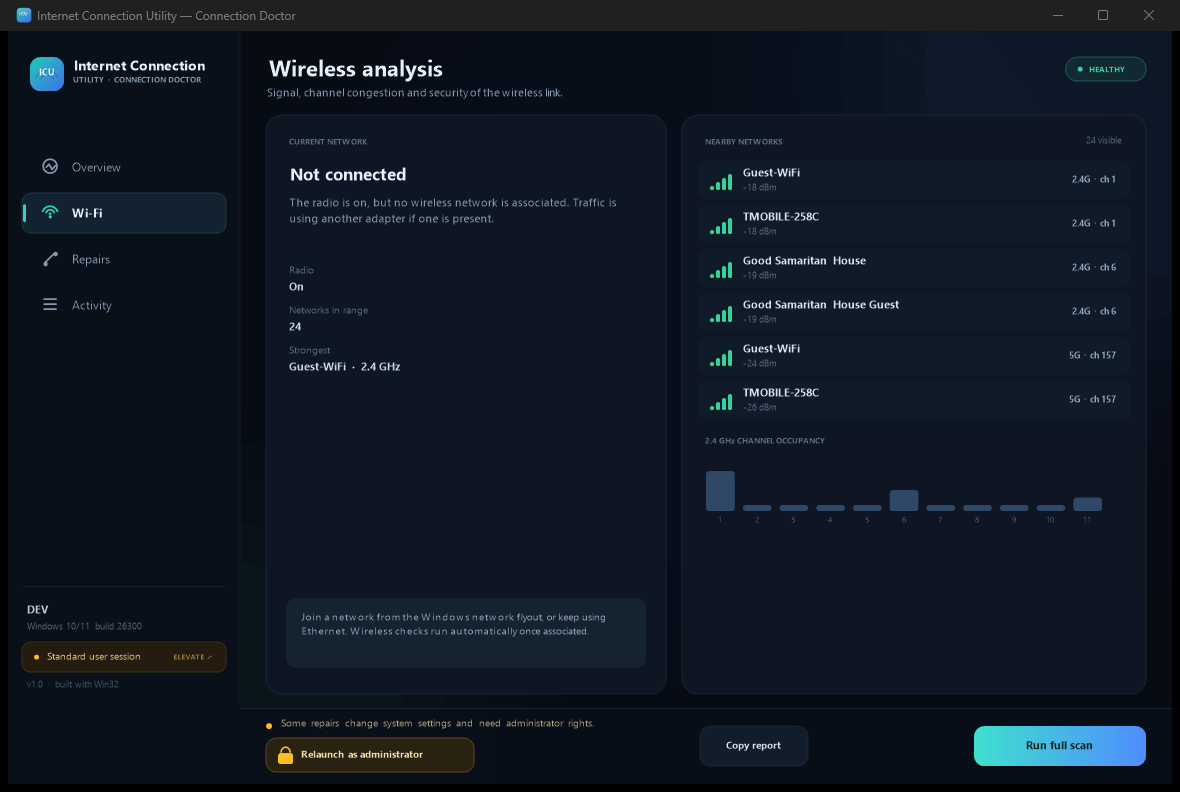 Internet Connection Utility — Connection Doctor
ICU
Internet Connection
UTILITY · CONNECTION DOCTOR
Overview
Wi-Fi
Repairs
Activity
DEV
Windows 10/11 build 26300
Standard user session
ELEVATE
v1.0 · built with Win32
Wireless analysis
Signal, channel congestion and security of the wireless link.
HEALTHY
CURRENT NETWORK
Not connected
The radio is on, but no wireless network is associated. Traffic is
using another adapter if one is present.
Radio
On
Networks in range
24
Strongest
Guest-WiFi · 2.4 GHz
Join a network from the Windows network flyout, or keep using
Ethernet. Wireless checks run automatically once associated.
NEARBY NETWORKS
24 visible
Guest-WiFi
-18 dBm
2.4G · ch 1
TMOBILE-258C
-18 dBm
2.4G · ch 1
Good Samaritan House
-19 dBm
2.4G · ch 6
Good Samaritan House Guest
-19 dBm
2.4G · ch 6
Guest-WiFi
-24 dBm
5G · ch 157
TMOBILE-258C
-26 dBm
5G · ch 157
2.4 GHz CHANNEL OCCUPANCY
1 2 3 4 5 6 7 8 9 10 11
Some repairs change system settings and need administrator rights.
Relaunch as administrator
Copy report
Run full scan